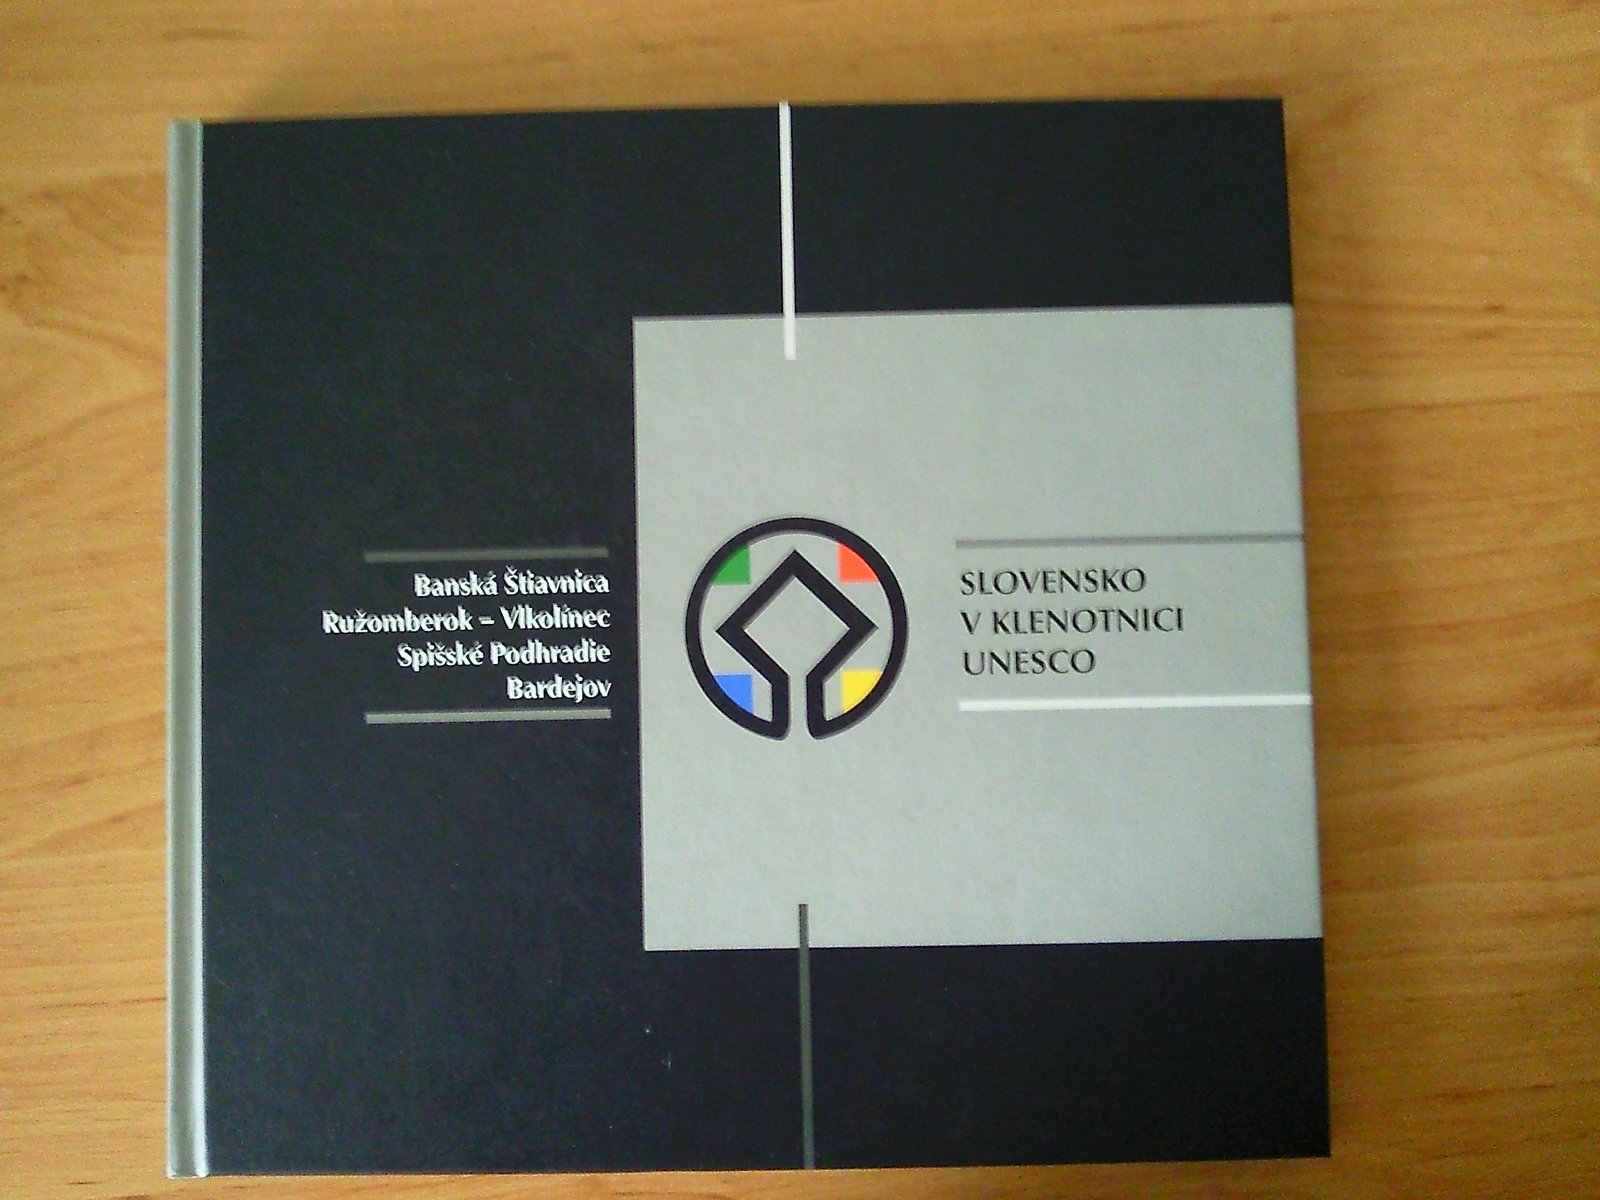 Banská Štiavnica
Ružomberok – Vlkolínec
Spišské Podhradie
Bardejov
SLOVENSKO
V KLENOTNICI
UNESCO